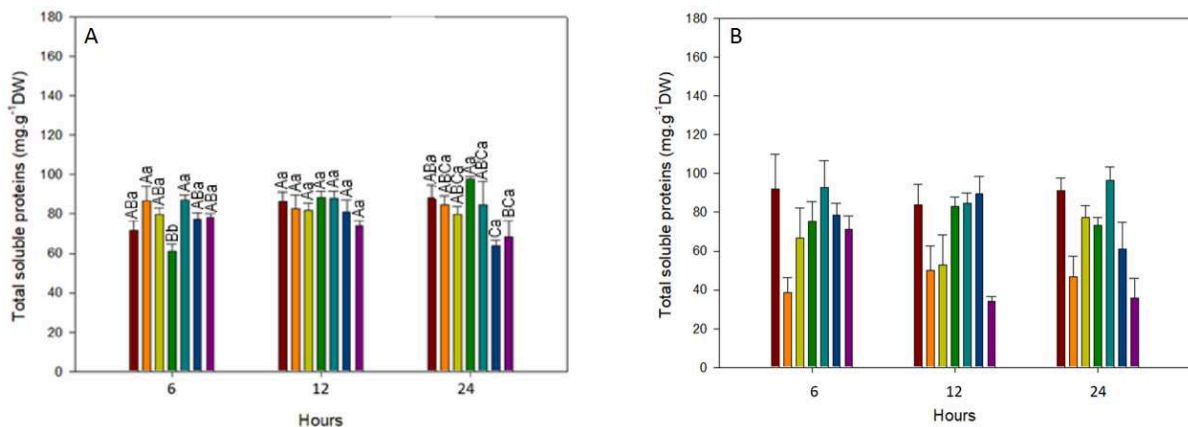 A
Total soluble proteins (mg.g⁻¹DW)
180
160
140
120
100
80
60
40
20
0
ABa Aa ABa Bb Aa ABa ABa
Aa Aa Aa Aa Aa Aa Aa
ABa ABCa ABCa Aa ABCa Ca BCa
6 12 24
Hours
B
Total soluble proteins (mg.g⁻¹DW)
180
160
140
120
100
80
60
40
20
0
6 12 24
Hours